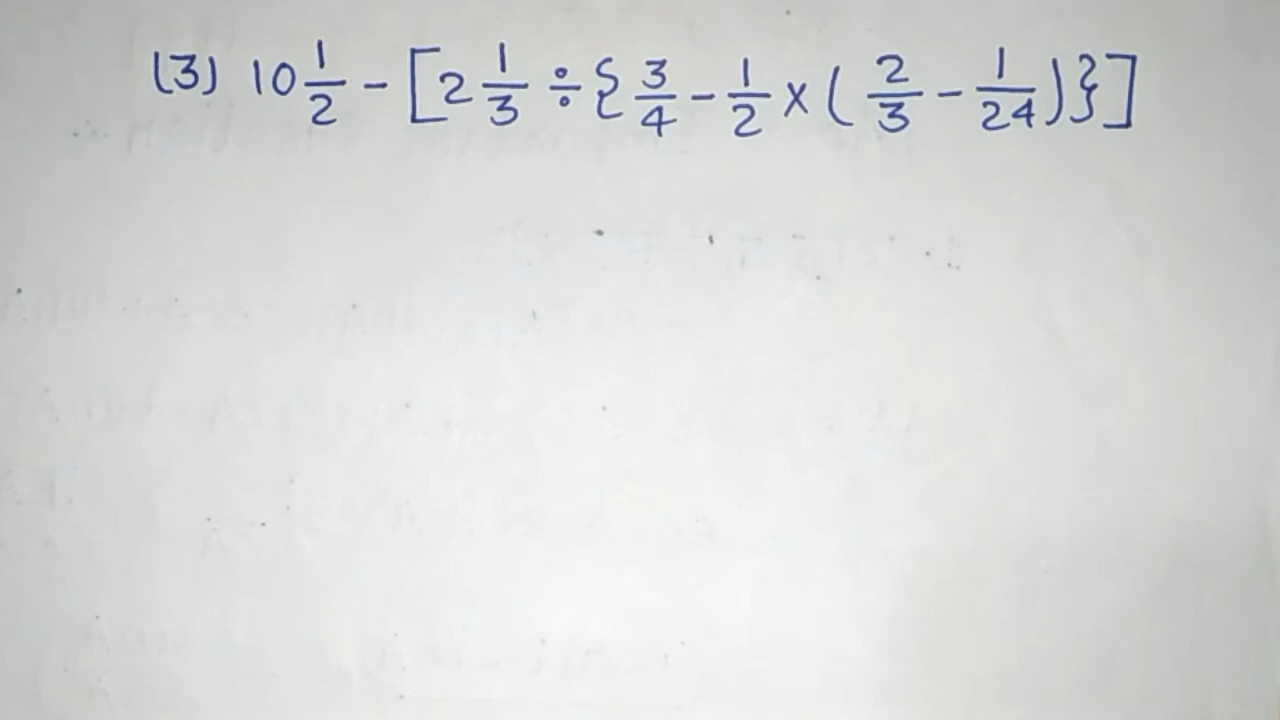 (3) 10 1/2 - [2 1/3 ÷ {3/4 - 1/2 × (2/3 - 1/24)}]